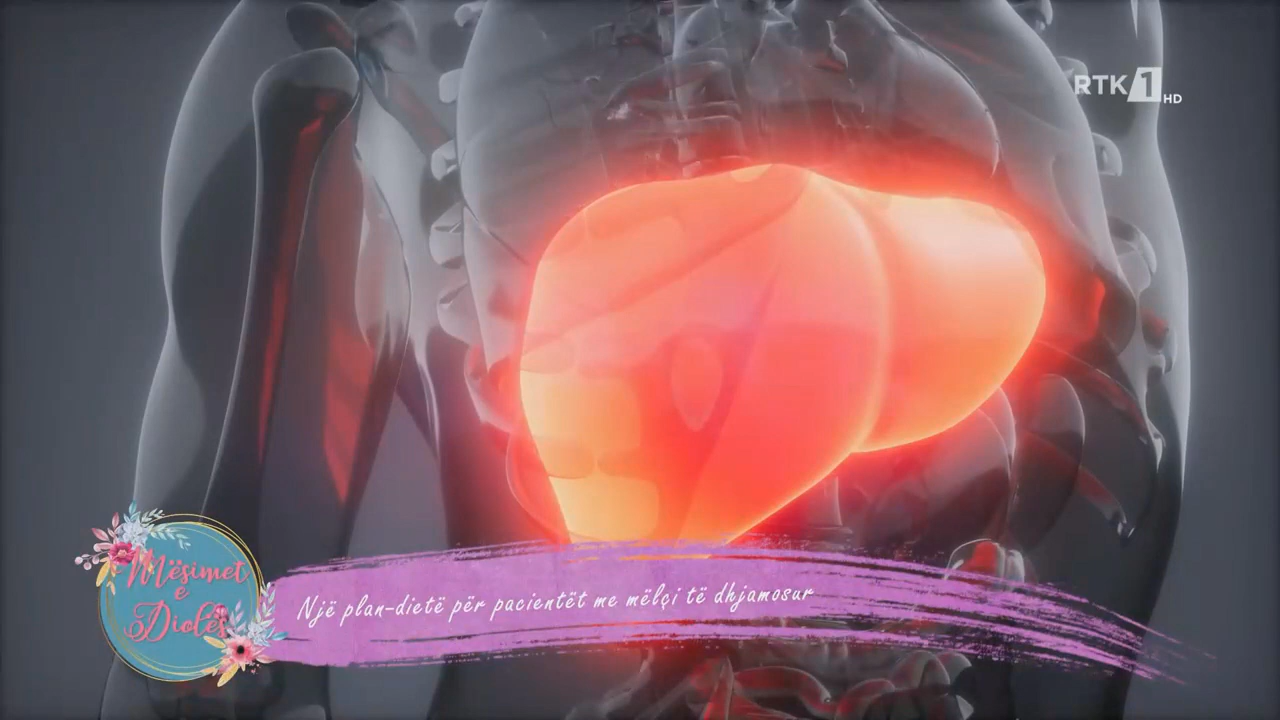 RTK 1 HD
Mësimet
e
Diolës
Një plan-dietë për pacientët me mëlçi të dhjamosur